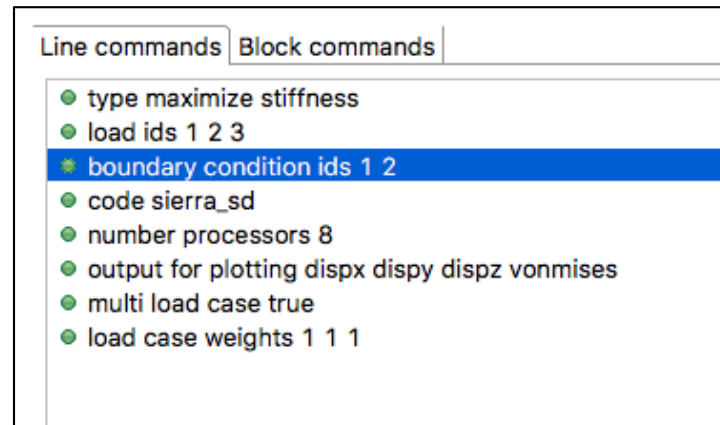 Line commands Block commands
type maximize stiffness
load ids 1 2 3
boundary condition ids 1 2
code sierra_sd
number processors 8
output for plotting dispx dispy dispz vonmises
multi load case true
load case weights 1 1 1